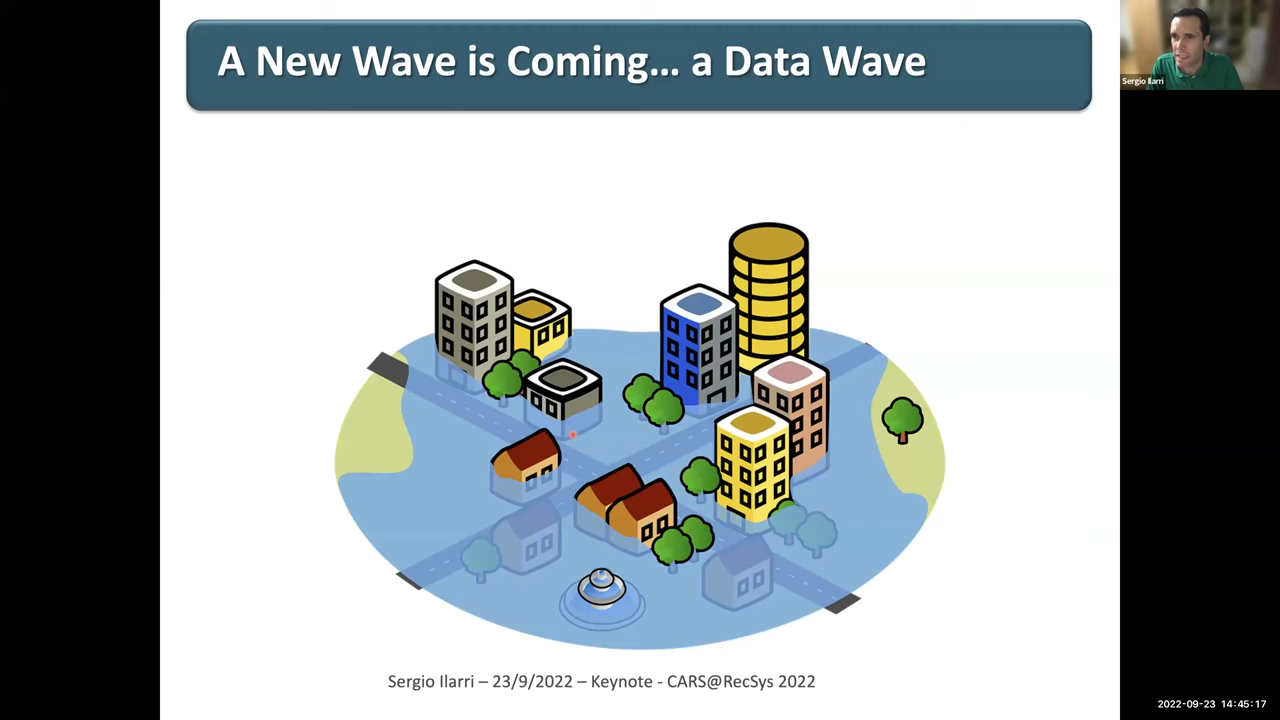 A New Wave is Coming… a Data Wave
Sergio Ilarri
Sergio Ilarri – 23/9/2022 – Keynote - CARS@RecSys 2022
2022-09-23 14:45:17